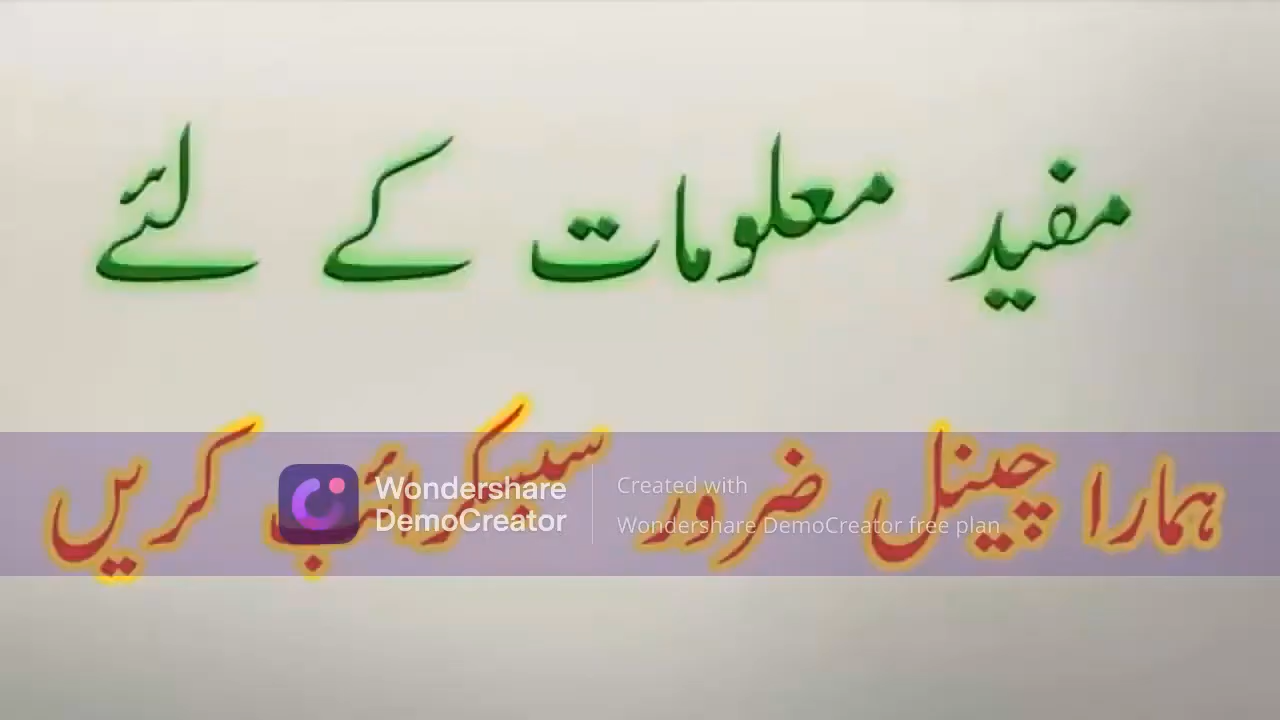 مفید معلومات کے لئے
ہمارا چینل ضرور سبسکرائب کریں
Wondershare
DemoCreator
Created with
Wondershare DemoCreator free plan